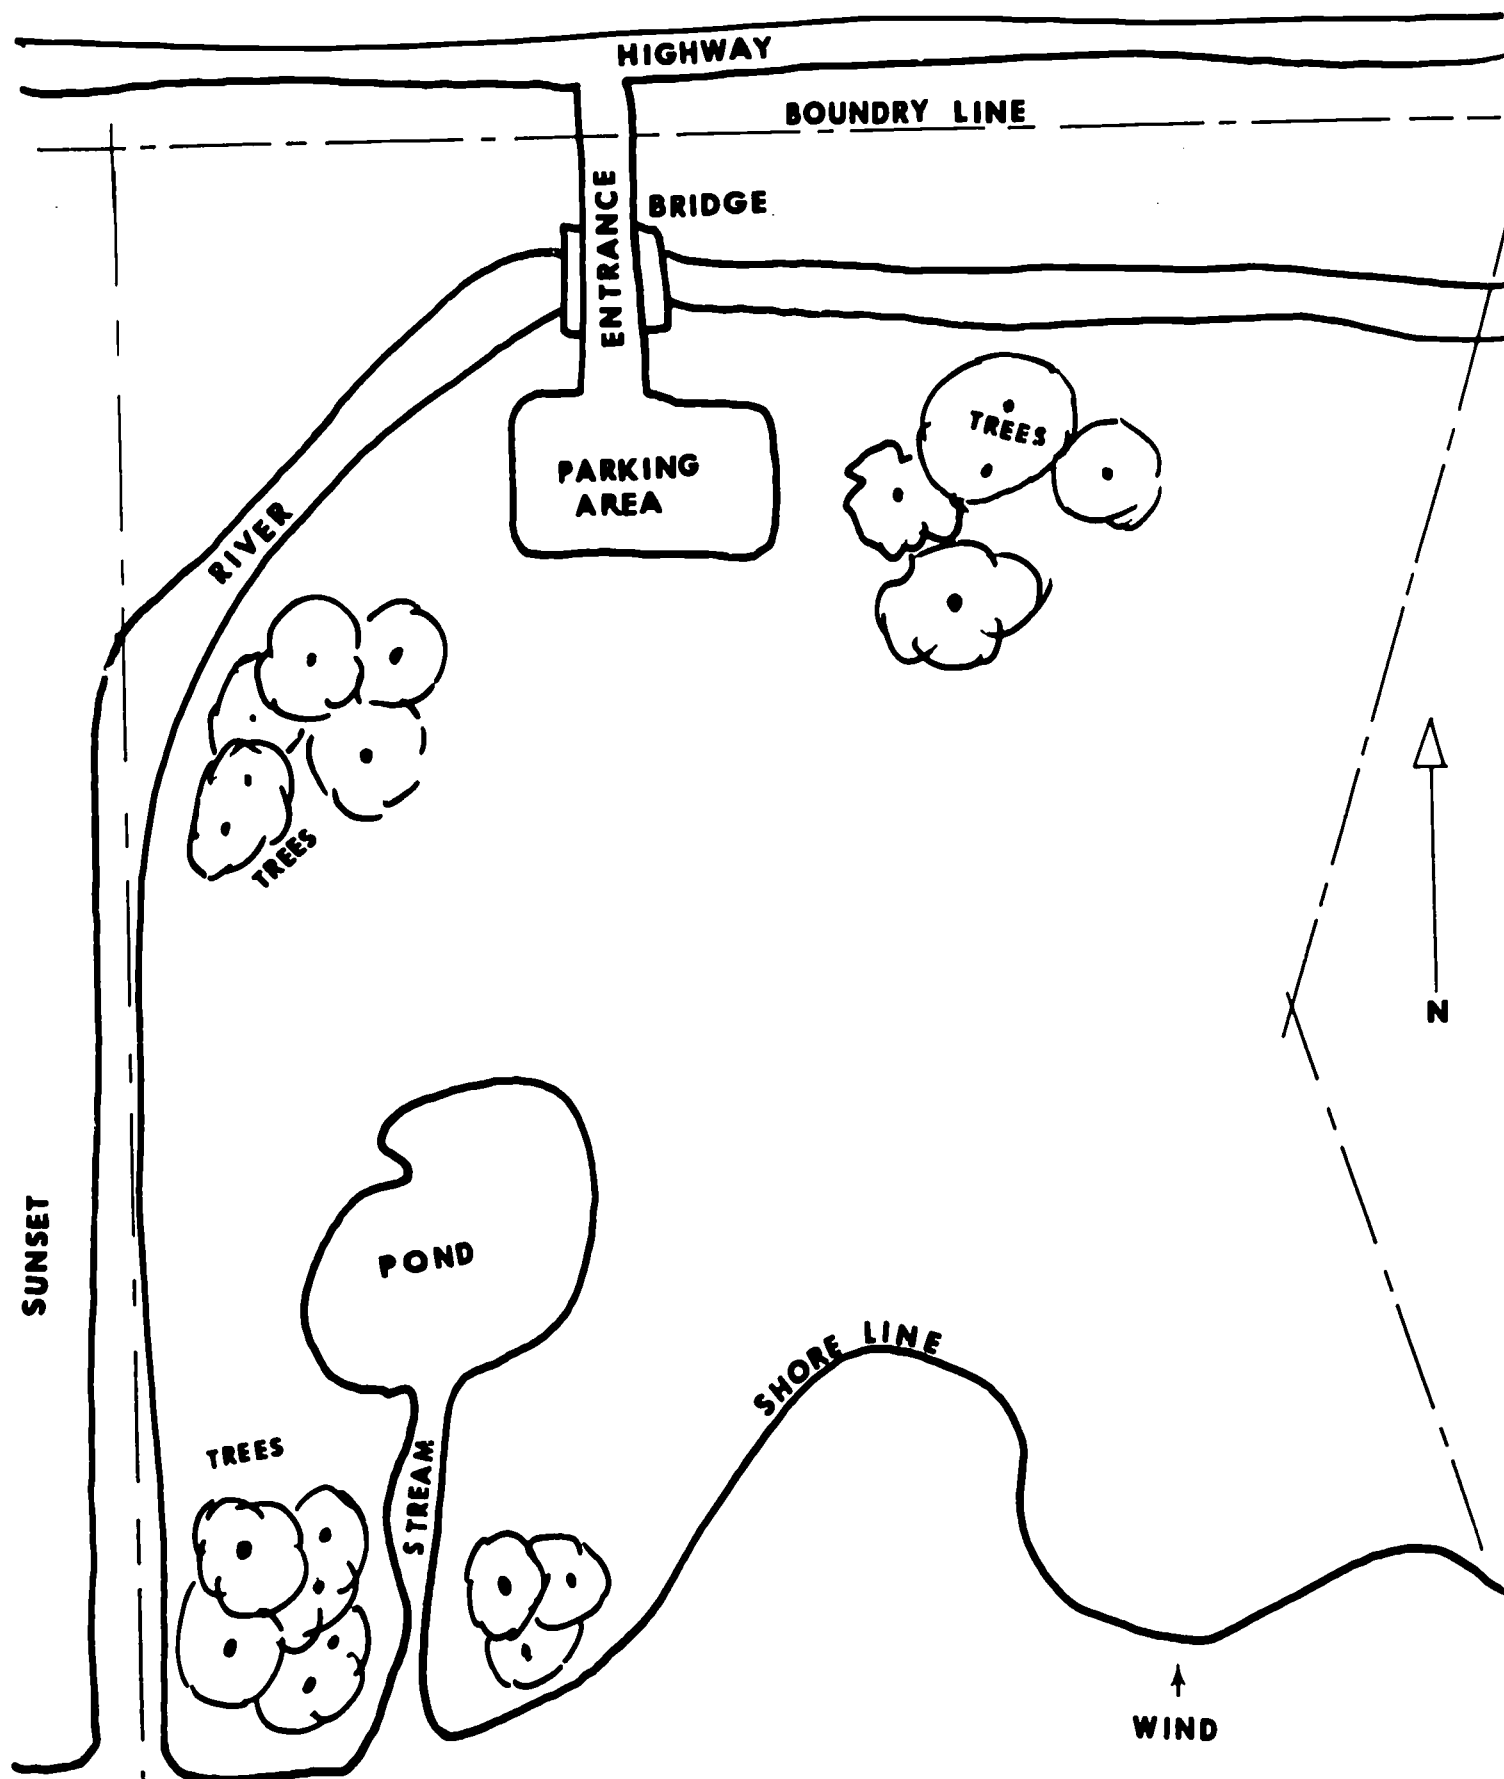 HIGHWAY
BOUNDRY LINE
ENTRANCE
BRIDGE
TREES
PARKING
AREA
RIVER
TREES
N
SUNSET
POND
SHORE LINE
TREES
STREAM
WIND